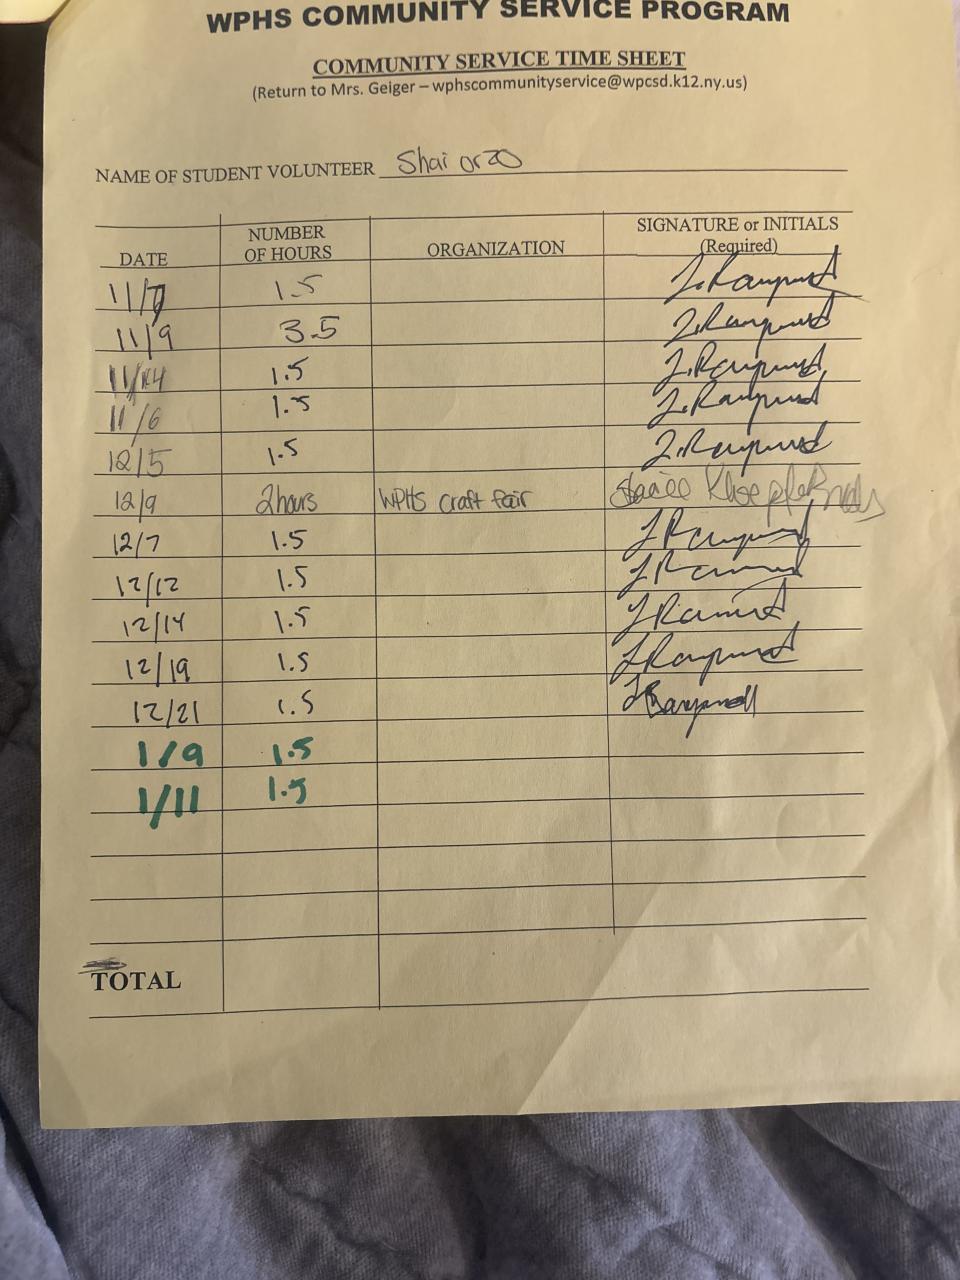 WPHS COMMUNITY SERVICE PROGRAM
COMMUNITY SERVICE TIME SHEET
(Return to Mrs. Geiger – wphscommunityservice@wpcsd.k12.ny.us)
NAME OF STUDENT VOLUNTEER Shai orzo
DATE NUMBER OF HOURS ORGANIZATION SIGNATURE or INITIALS (Required)
11/7 1.5
11/9 3.5
11/14 1.5
11/6 1.5
12/5 1.5
12/9 2hours WPHS craft fair
12/7 1.5
12/12 1.5
12/14 1.5
12/19 1.5
12/21 1.5
1/9 1.5
1/11 1.5
TOTAL